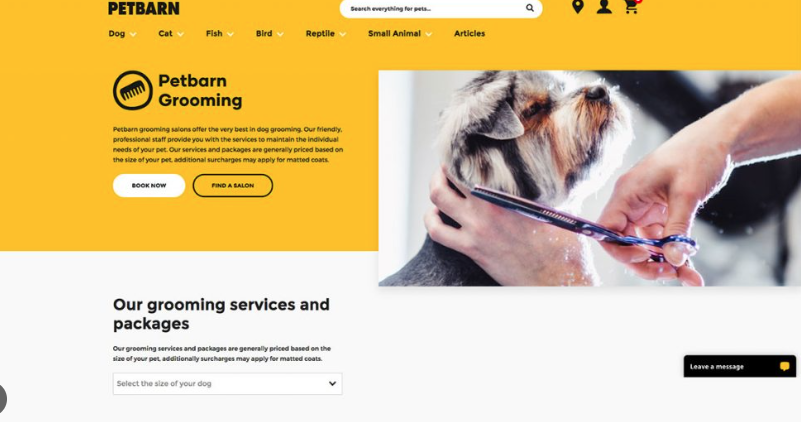 PETBARN
Search everything for pets...
Dog Cat Fish Bird Reptile Small Animal Articles
Petbarn
Grooming
Petbarn grooming salons offer the very best in dog grooming. Our friendly,
professional staff provide you with the services to maintain the individual
needs of your pet. Our services and packages are generally priced based on
the size of your pet, additional surcharges may apply for matted coats.
BOOK NOW FIND A SALON
Our grooming services and
packages
Our grooming services and packages are generally priced based on the
size of your pet, additionally surcharges may apply for matted coats.
Select the size of your dog
Leave a message